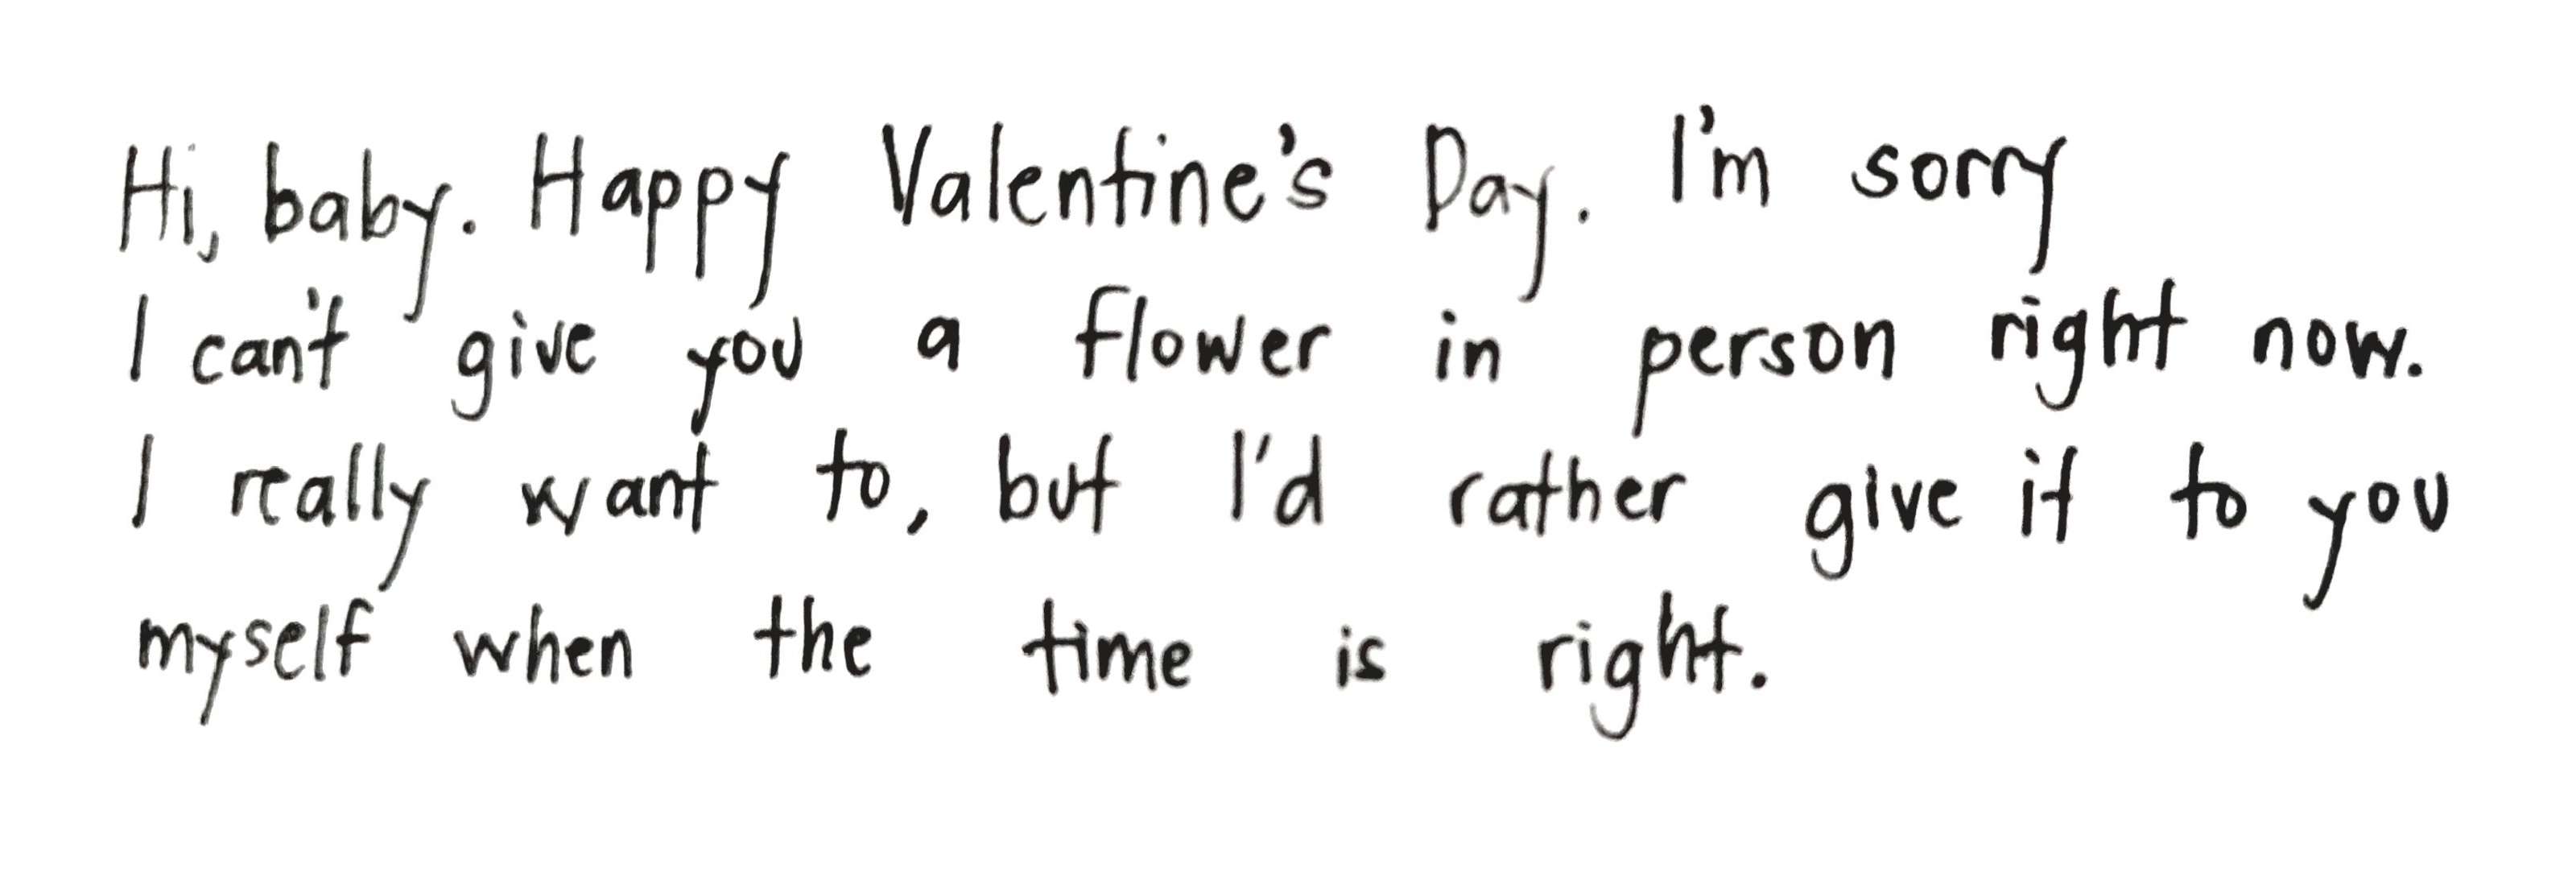 Hi, baby. Happy Valentine's Day. I'm sorry
I can't give you a flower in person right now.
I really want to, but I'd rather give it to you
myself when the time is right.